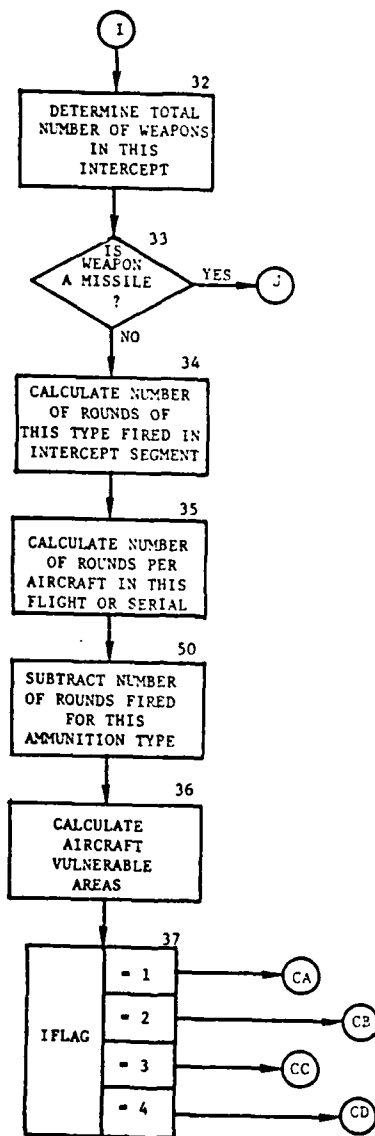 I
32
DETERMINE TOTAL
NUMBER OF WEAPONS
IN THIS
INTERCEPT
33
IS
WEAPON
A MISSILE
?
YES
J
NO
34
CALCULATE NUMBER
OF ROUNDS OF
THIS TYPE FIRED IN
INTERCEPT SEGMENT
35
CALCULATE NUMBER
OF ROUNDS PER
AIRCRAFT IN THIS
FLIGHT OR SERIAL
50
SUBTRACT NUMBER
OF ROUNDS FIRED
FOR THIS
AMMUNITION TYPE
36
CALCULATE
AIRCRAFT
VULNERABLE
AREAS
37
IFLAG
= 1
CA
= 2
CB
= 3
CC
= 4
CD